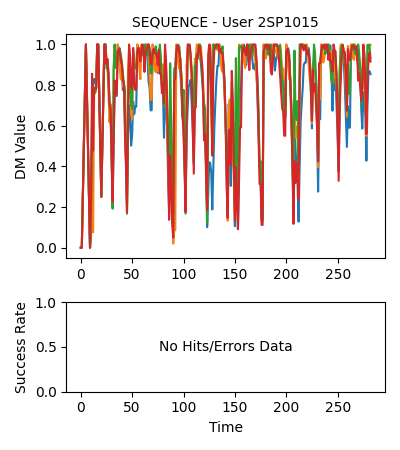 SEQUENCE - User 2SP1015
DM Value
1.0
0.8
0.6
0.4
0.2
0.0
0 50 100 150 200 250
Success Rate
1.0
0.5
0.0
No Hits/Errors Data
0 50 100 150 200 250
Time